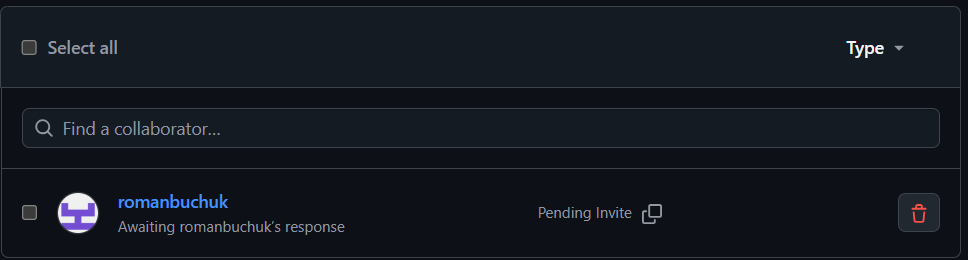 Select all
Type
Find a collaborator...
romanbuchuk
Awaiting romanbuchuk's response
Pending Invite